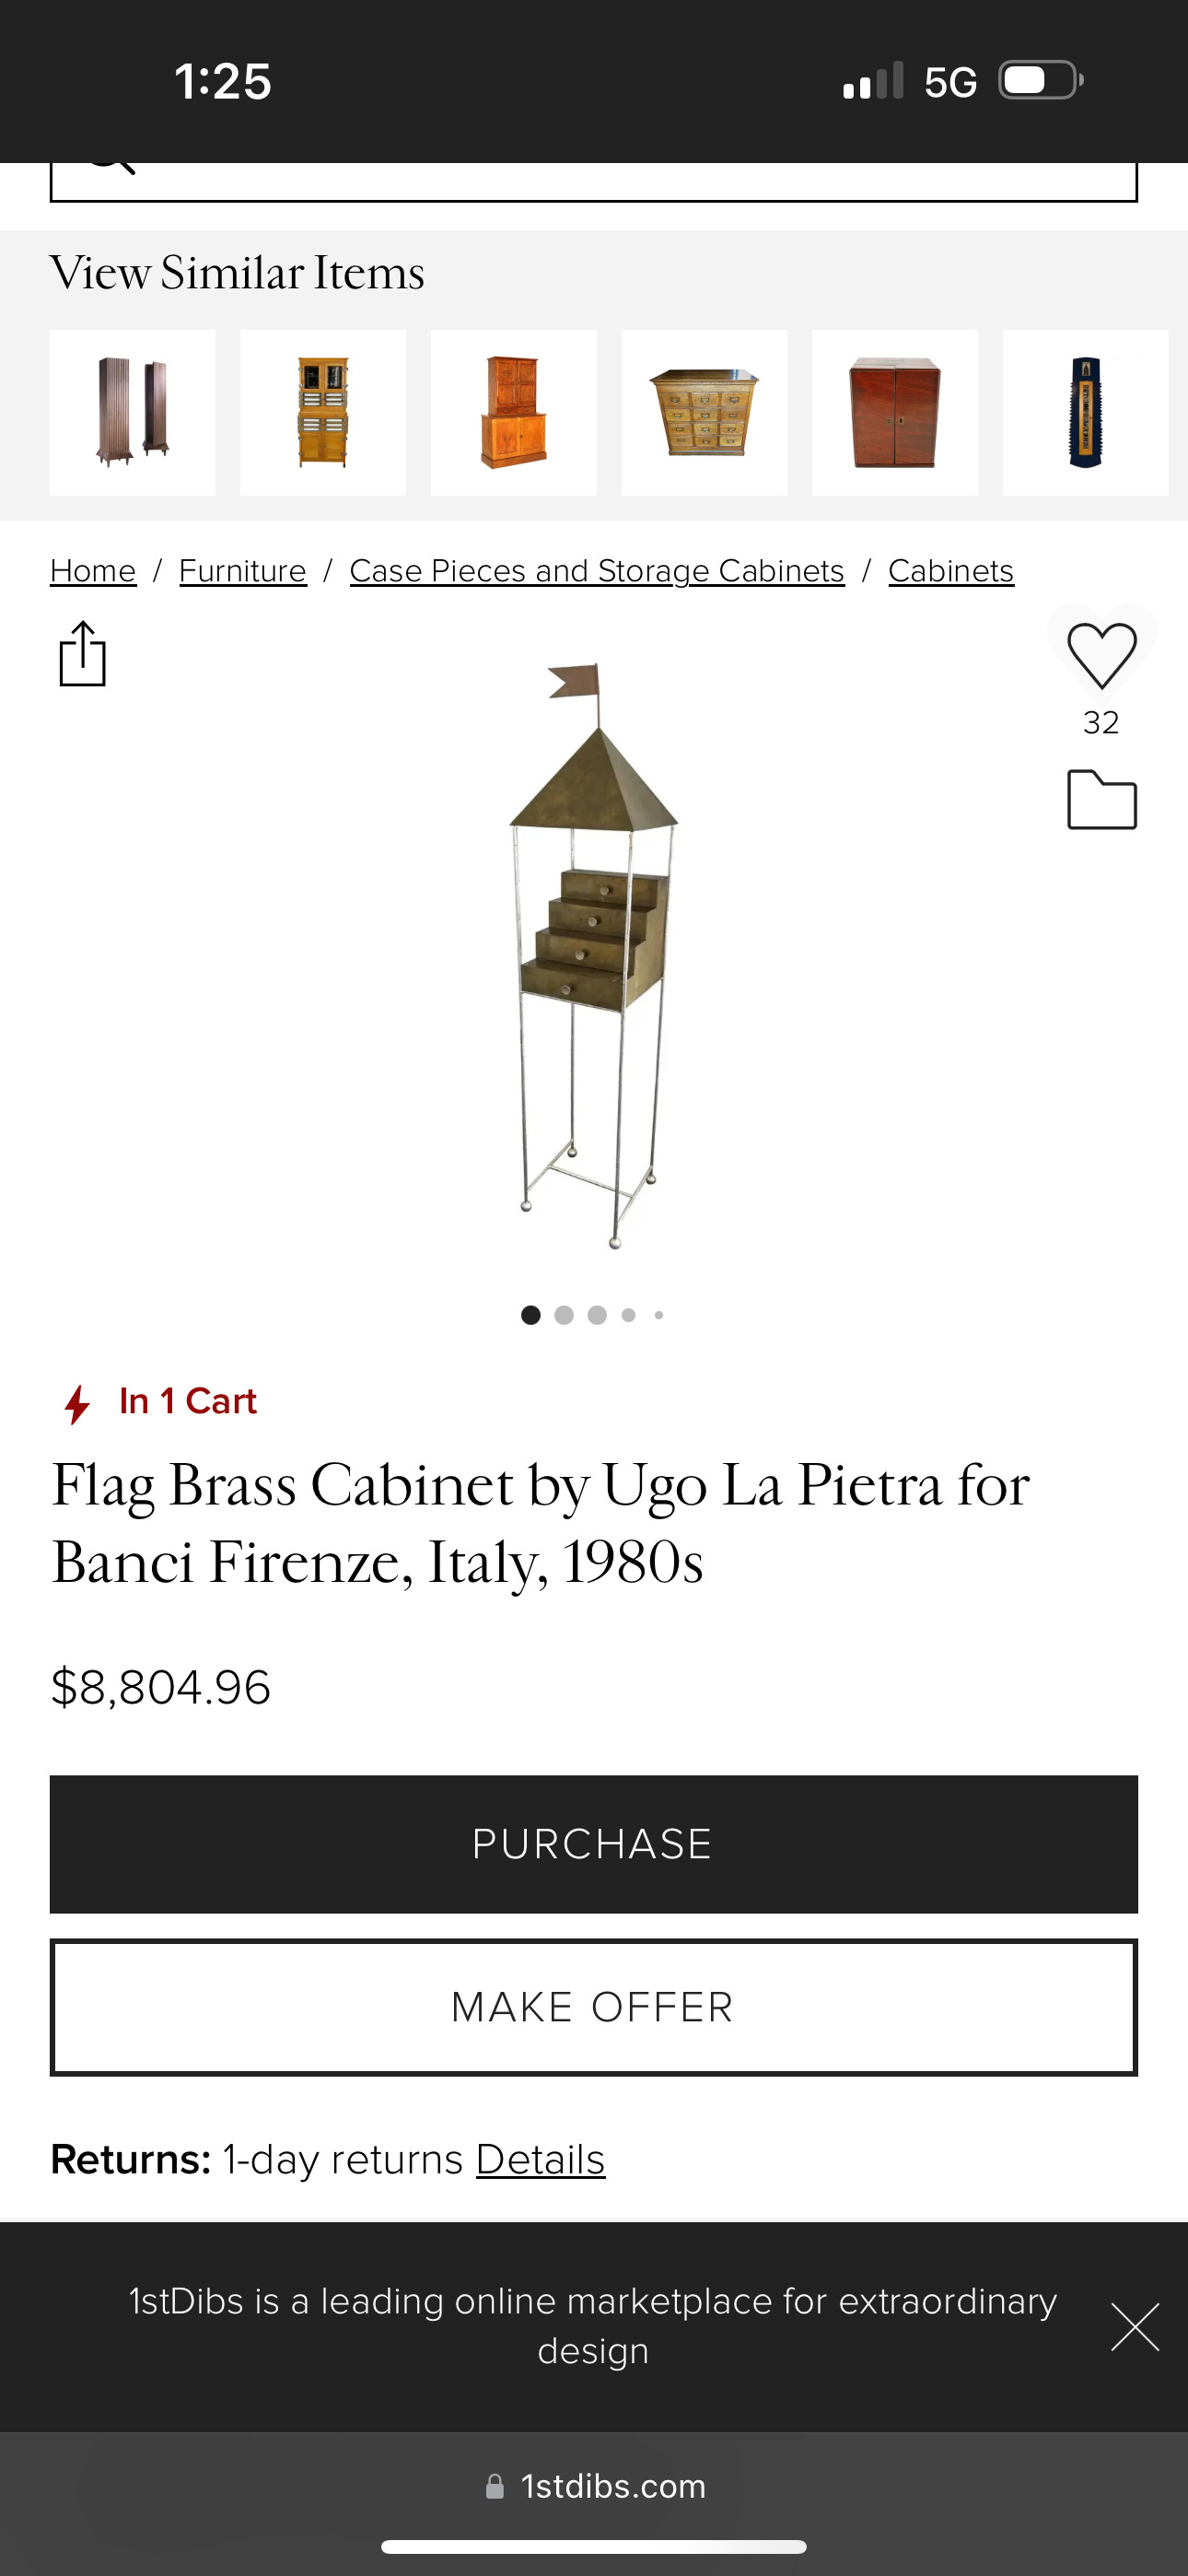 1:25 5G
View Similar Items
Home / Furniture / Case Pieces and Storage Cabinets / Cabinets
32
In 1 Cart
Flag Brass Cabinet by Ugo La Pietra for
Banci Firenze, Italy, 1980s
$8,804.96
PURCHASE
MAKE OFFER
Returns: 1-day returns Details
1stDibs is a leading online marketplace for extraordinary
design
1stdibs.com